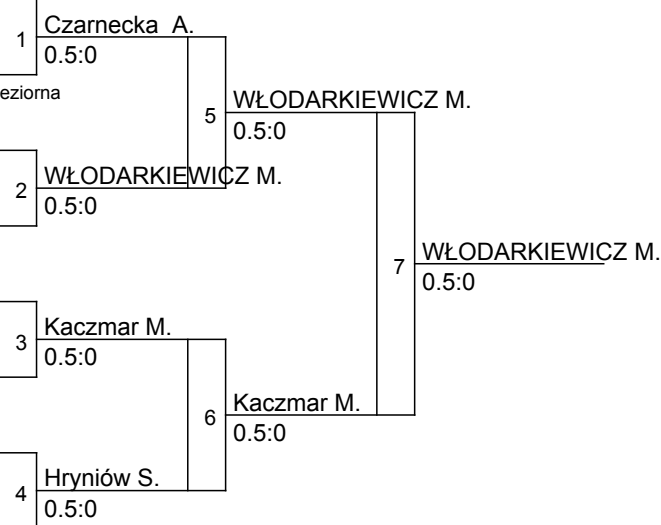 1 Czarnecka A.
0.5:0
eziorna
5 WŁODARKIEWICZ M.
0.5:0
2 WŁODARKIEWICZ M.
0.5:0
7 WŁODARKIEWICZ M.
0.5:0
3 Kaczmar M.
0.5:0
6 Kaczmar M.
0.5:0
4 Hryniów S.
0.5:0